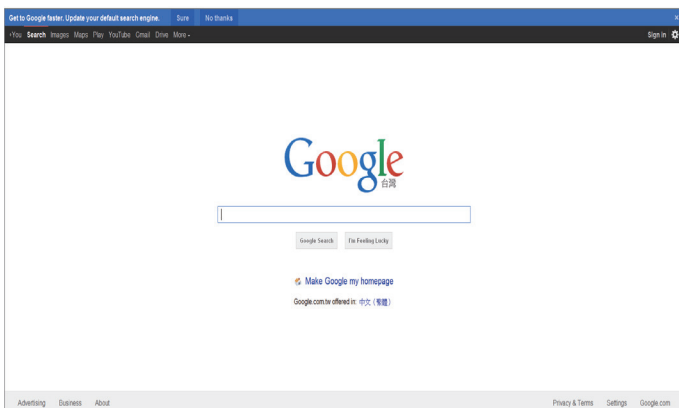 Get to Google faster. Update your default search engine. Sure No thanks ×
+You Search Images Maps Play YouTube Gmail Drive More Sign in
Google
台灣
Google Search I'm Feeling Lucky
Make Google my homepage
Google.com.tw offered in: 中文（繁體）
Advertising Business About Privacy & Terms Settings Google.com